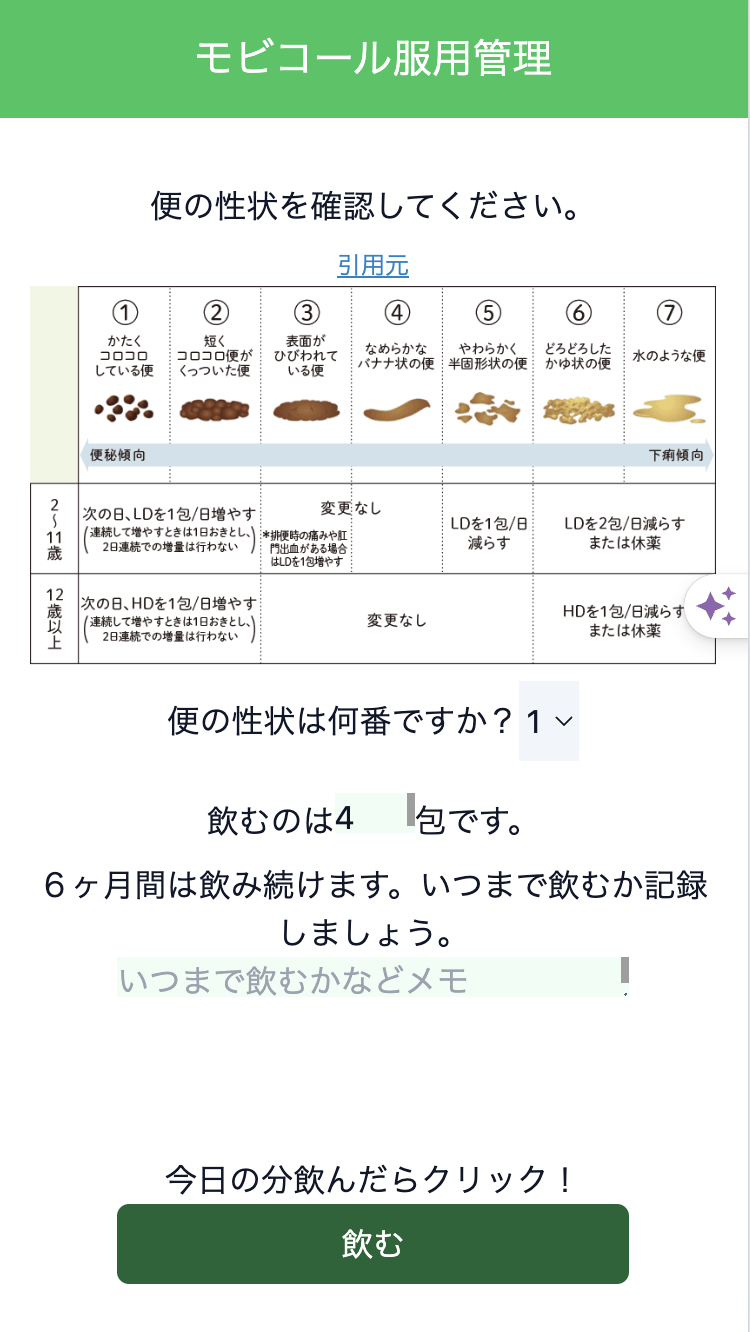 モビコール服用管理
便の性状を確認してください。
引用元
① ② ③ ④ ⑤ ⑥ ⑦
かたく
コロコロ
している便
短く
コロコロ便が
くっついた便
表面が
ひびわれて
いる便
なめらかな
バナナ状の便
やわらかく
半固形状の便
どろどろした
かゆ状の便
水のような便
便秘傾向 下痢傾向
2〜11歳
次の日、LDを1包/日増やす
(連続して増やすときは1日おきとし、
2日連続での増量は行わない)
変更なし
*排便時の痛みや肛
門出血がある場合
はLDを1包増やす
LDを1包/日
減らす
LDを2包/日減らす
または休薬
12歳以上
次の日、HDを1包/日増やす
(連続して増やすときは1日おきとし、
2日連続での増量は行わない)
変更なし
HDを1包/日減らす
または休薬
便の性状は何番ですか？1
飲むのは4 包です。
６ヶ月間は飲み続けます。いつまで飲むか記録
しましょう。
いつまで飲むかなどメモ
今日の分飲んだらクリック！
飲む